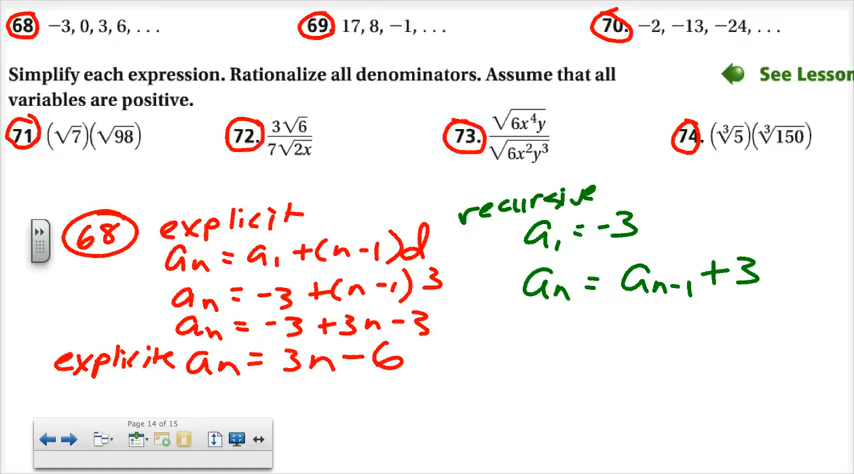 68. −3, 0, 3, 6, . . .
69. 17, 8, −1, . . .
70. −2, −13, −24, . . .
Simplify each expression. Rationalize all denominators. Assume that all
variables are positive.
See Lesson
71. (√7)(√98)
72. 3√6 / 7√2x
73. √6x⁴y / √6x²y³
74. (∛5)(∛150)
68
explicit
aₙ = a₁ + (n−1)d
aₙ = −3 + (n−1)3
aₙ = −3 + 3n − 3
explicite aₙ = 3n − 6
recursive
a₁ = −3
aₙ = aₙ₋₁ + 3
Page 14 of 15